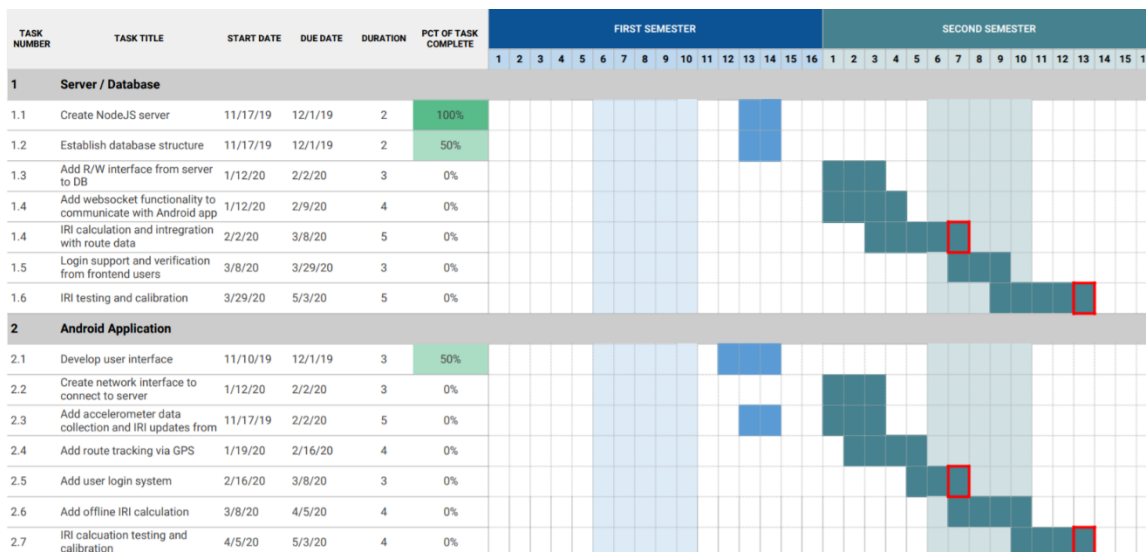 TASK NUMBER TASK TITLE START DATE DUE DATE DURATION PCT OF TASK COMPLETE FIRST SEMESTER SECOND SEMESTER
1 2 3 4 5 6 7 8 9 10 11 12 13 14 15 16 1 2 3 4 5 6 7 8 9 10 11 12 13 14 15
1 Server / Database
1.1 Create NodeJS server 11/17/19 12/1/19 2 100%
1.2 Establish database structure 11/17/19 12/1/19 2 50%
1.3 Add R/W interface from server to DB 1/12/20 2/2/20 3 0%
1.4 Add websocket functionality to communicate with Android app 1/12/20 2/9/20 4 0%
1.4 IRI calculation and intregration with route data 2/2/20 3/8/20 5 0%
1.5 Login support and verification from frontend users 3/8/20 3/29/20 3 0%
1.6 IRI testing and calibration 3/29/20 5/3/20 5 0%
2 Android Application
2.1 Develop user interface 11/10/19 12/1/19 3 50%
2.2 Create network interface to connect to server 1/12/20 2/2/20 3 0%
2.3 Add accelerometer data collection and IRI updates from 11/17/19 2/2/20 5 0%
2.4 Add route tracking via GPS 1/19/20 2/16/20 4 0%
2.5 Add user login system 2/16/20 3/8/20 3 0%
2.6 Add offline IRI calculation 3/8/20 4/5/20 4 0%
2.7 IRI calcuation testing and calibration 4/5/20 5/3/20 4 0%